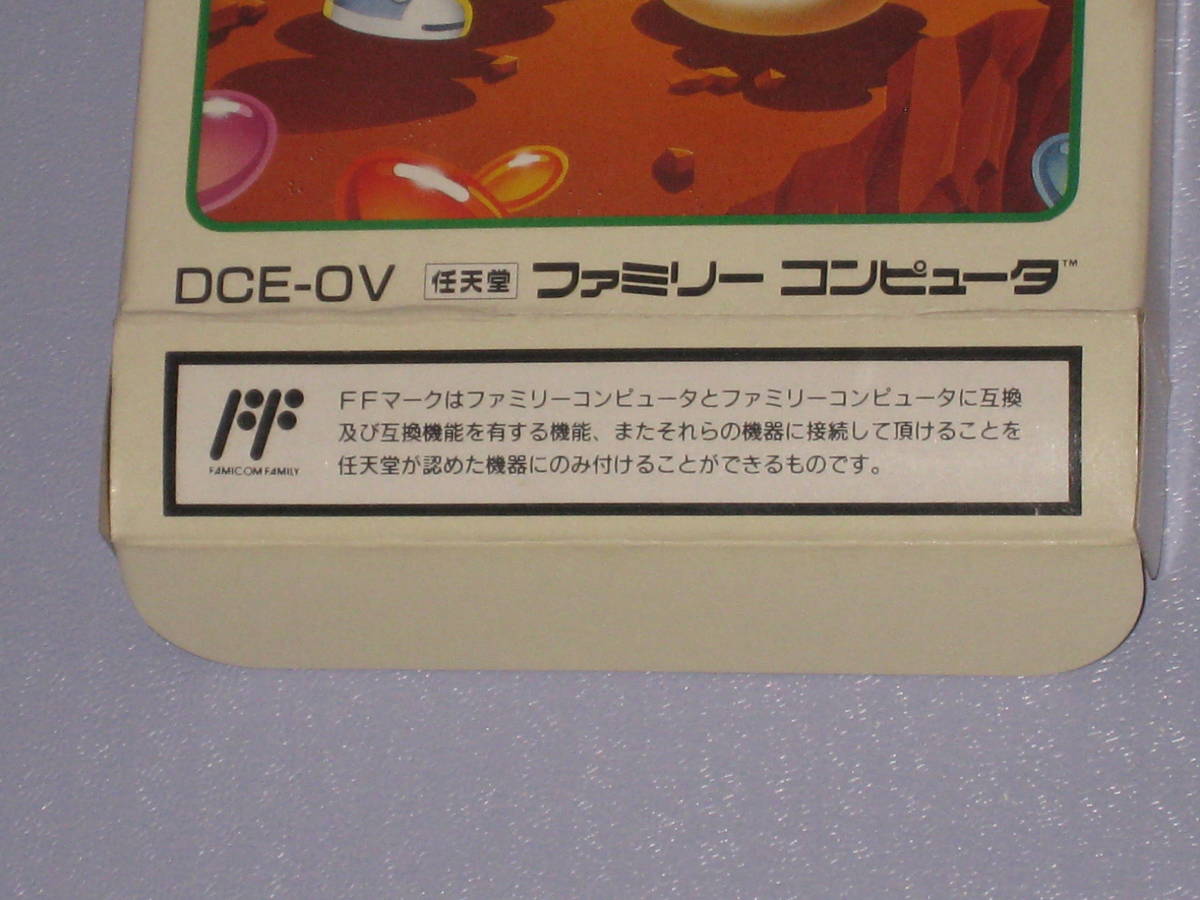 DCE-OV 任天堂 ファミリー コンピュータ™
FFマークはファミリーコンピュータとファミリーコンピュータに互換
及び互換機能を有する機能、またそれらの機器に接続して頂けることを
任天堂が認めた機器にのみ付けることができるものです。
FAMICOM FAMILY